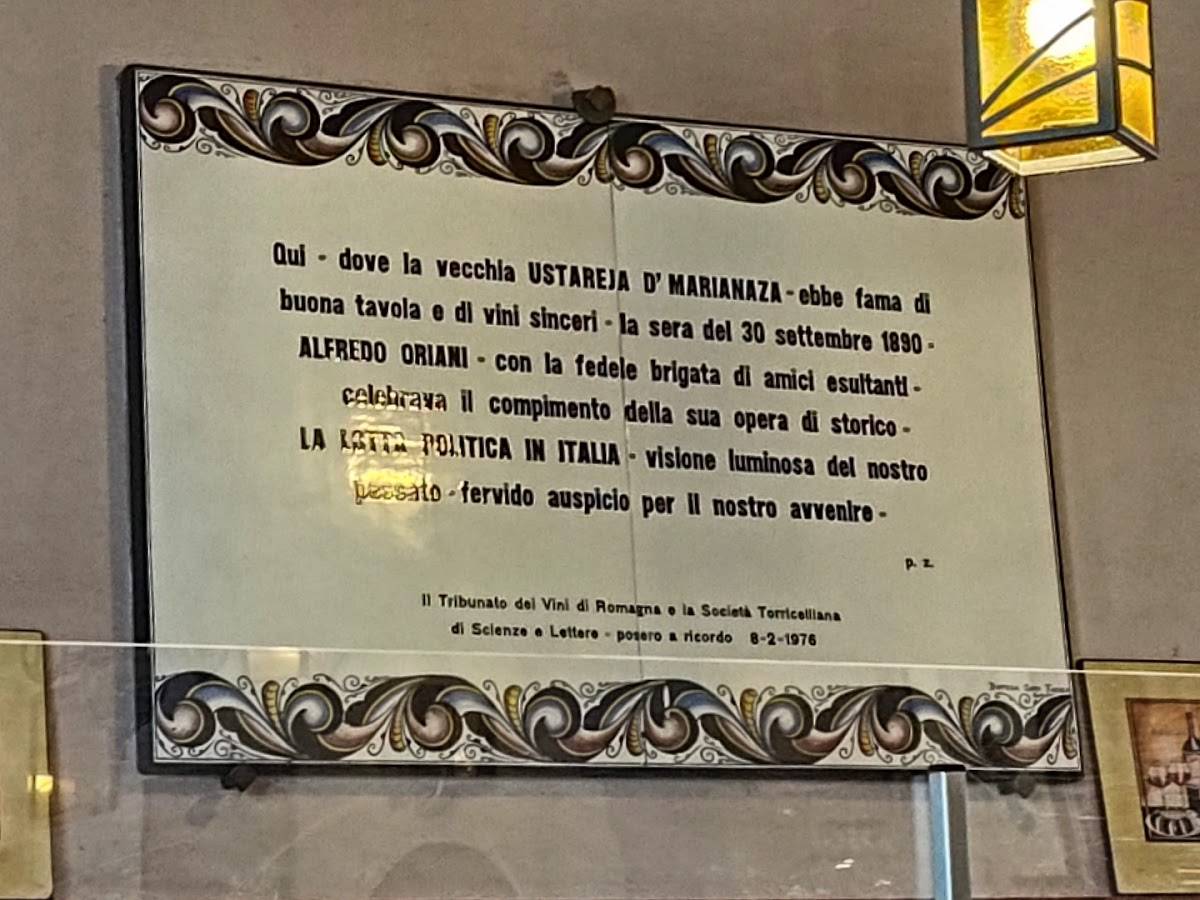 Qui - dove la vecchia USTAREJA D' MARIANAZA - ebbe fama di
buona tavola e di vini sinceri - la sera del 30 settembre 1890 -
ALFREDO ORIANI - con la fedele brigata di amici esultanti -
celebrava il compimento della sua opera di storico -
LA LOTTA POLITICA IN ITALIA - visione luminosa del nostro
passato - fervido auspicio per il nostro avvenire -
p. z.
Il Tribunato dei Vini di Romagna e la Società Torricelliana
di Scienze e Lettere - posero a ricordo 8-2-1976